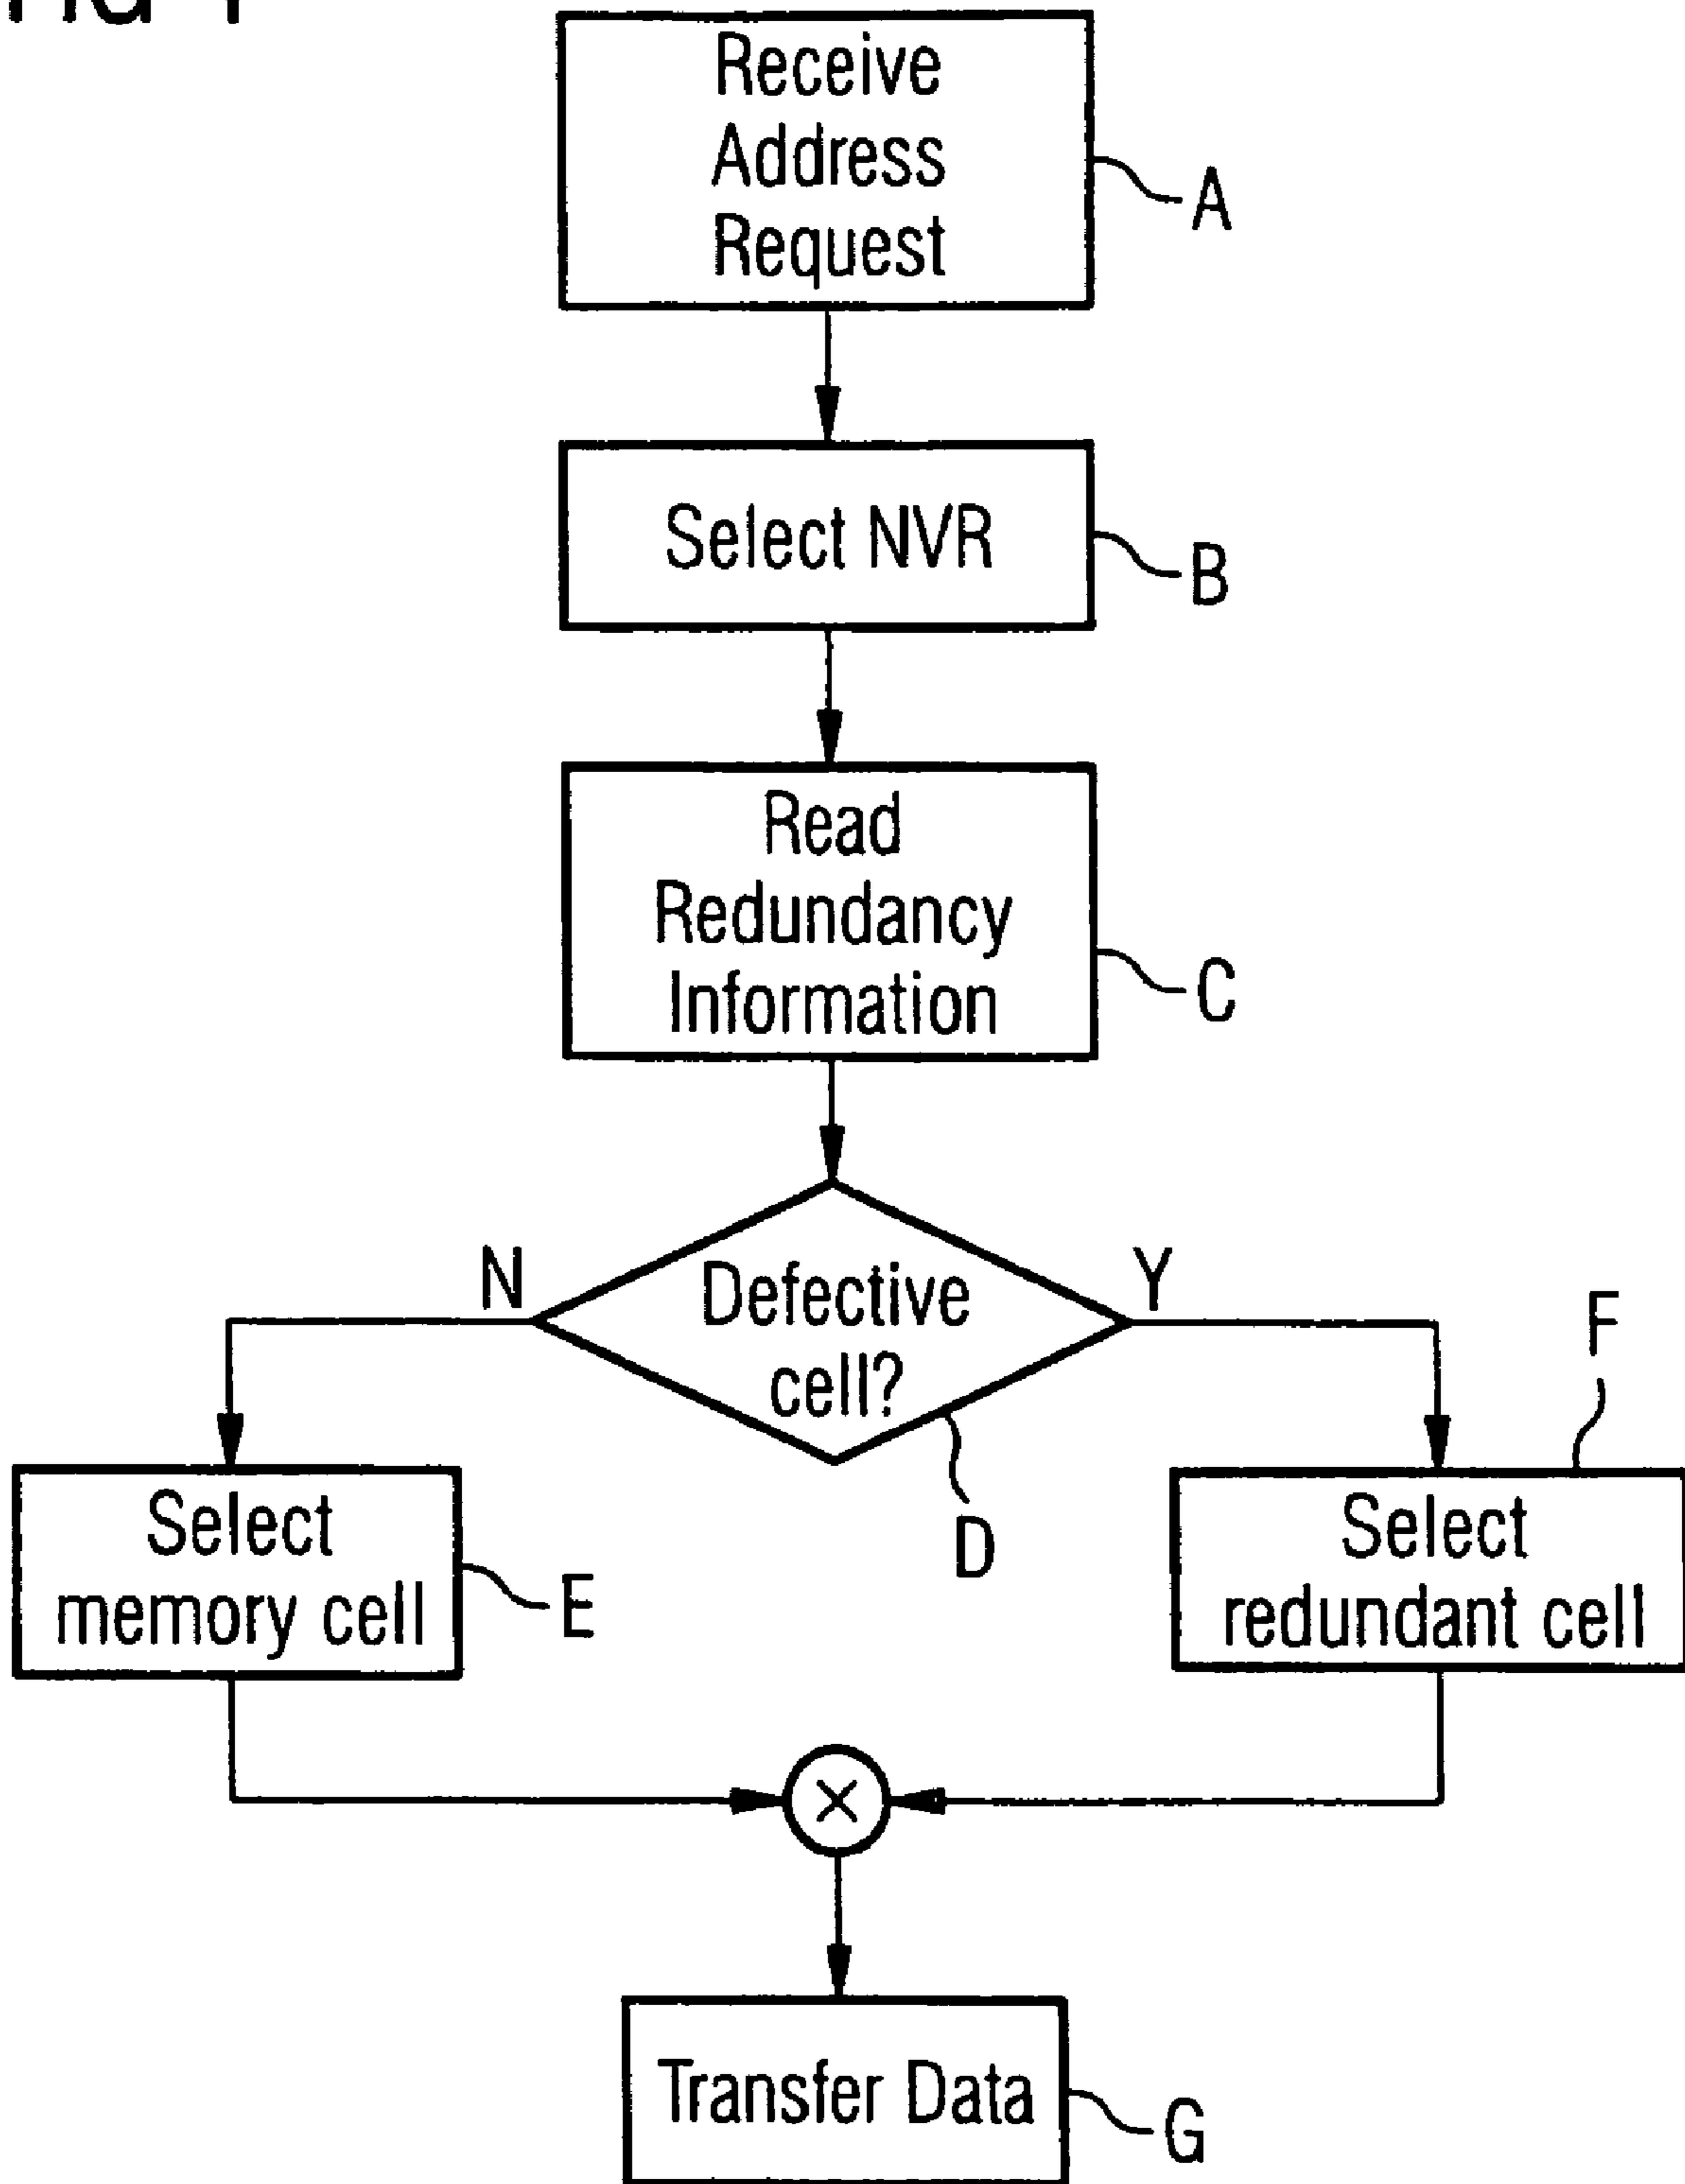 Receive
Address
Request
A
Select NVR
B
Read
Redundancy
Information
C
N
Defective
cell?
Y
D
Select
memory cell
E
F
Select
redundant cell
Transfer Data
G